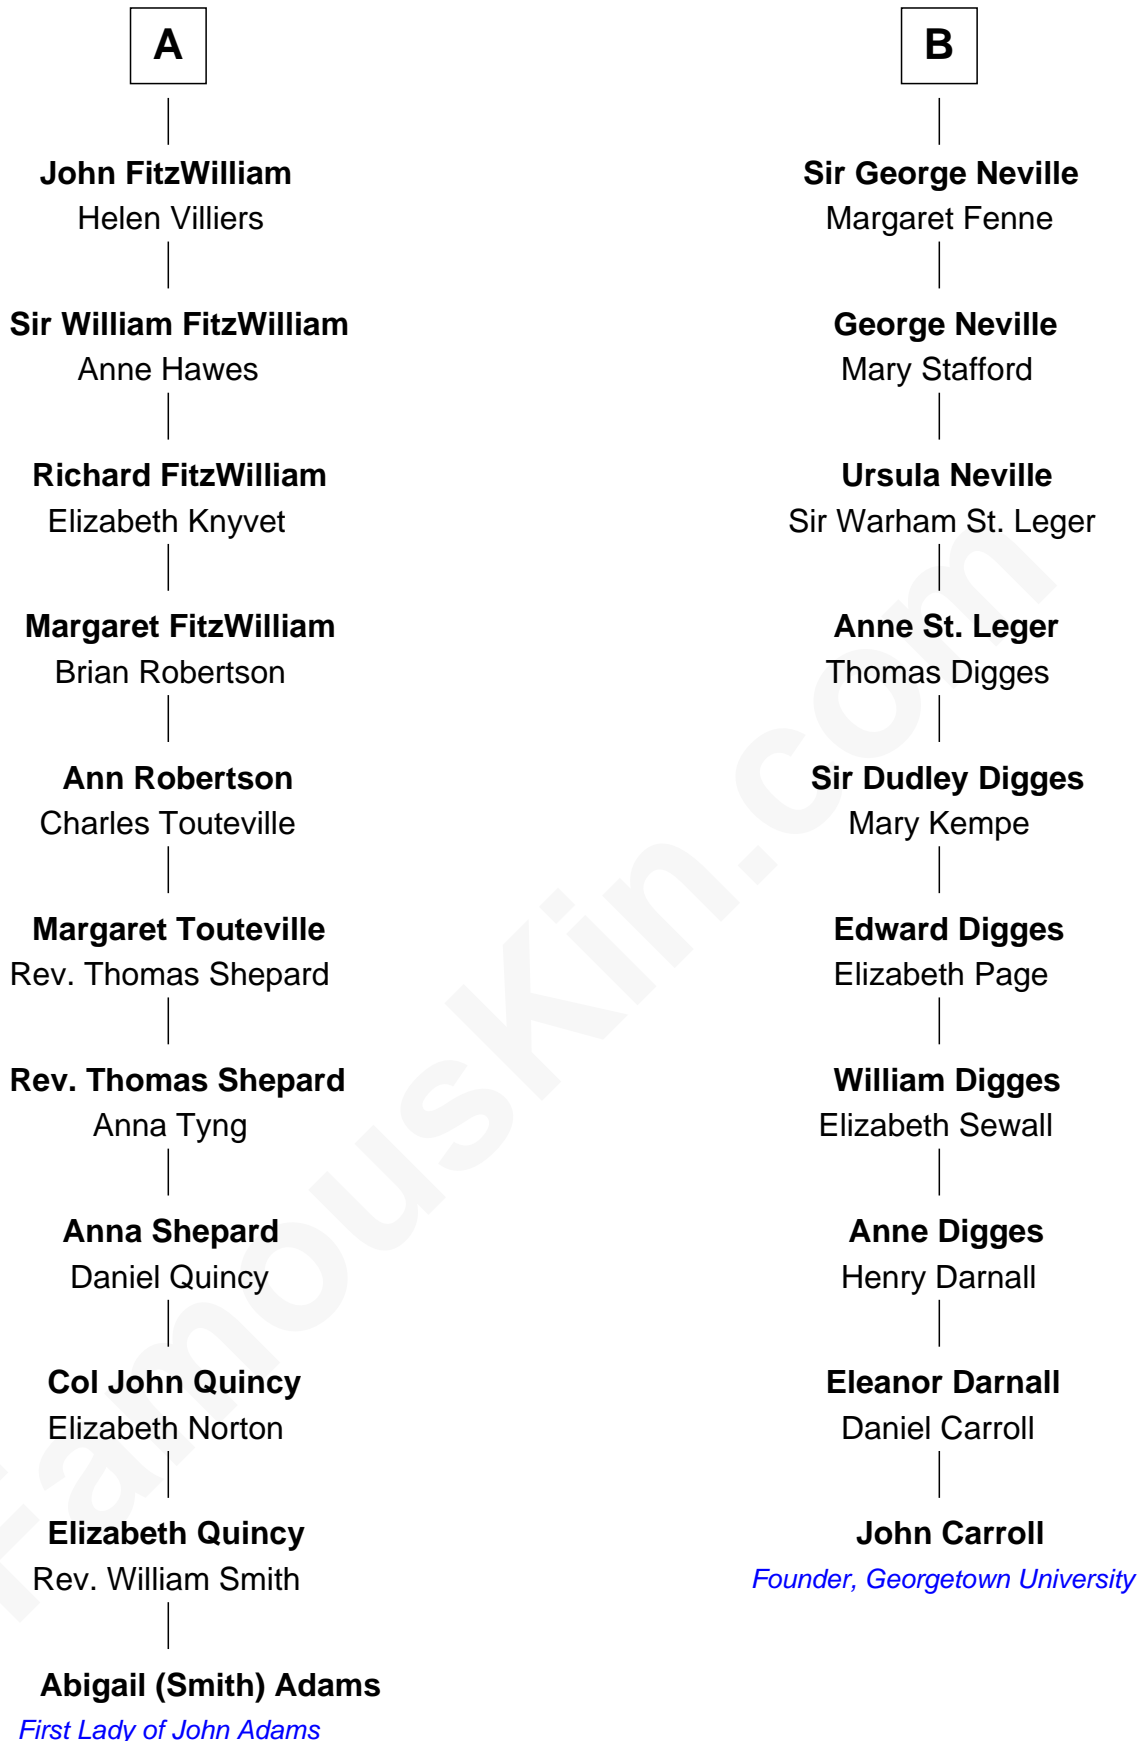 A
John FitzWilliam
Helen Villiers
Sir William FitzWilliam
Anne Hawes
Richard FitzWilliam
Elizabeth Knyvet
Margaret FitzWilliam
Brian Robertson
Ann Robertson
Charles Touteville
Margaret Touteville
Rev. Thomas Shepard
Rev. Thomas Shepard
Anna Tyng
Anna Shepard
Daniel Quincy
Col John Quincy
Elizabeth Norton
Elizabeth Quincy
Rev. William Smith
Abigail (Smith) Adams
First Lady of John Adams
B
Sir George Neville
Margaret Fenne
George Neville
Mary Stafford
Ursula Neville
Sir Warham St. Leger
Anne St. Leger
Thomas Digges
Sir Dudley Digges
Mary Kempe
Edward Digges
Elizabeth Page
William Digges
Elizabeth Sewall
Anne Digges
Henry Darnall
Eleanor Darnall
Daniel Carroll
John Carroll
Founder, Georgetown University
FamousKin.com